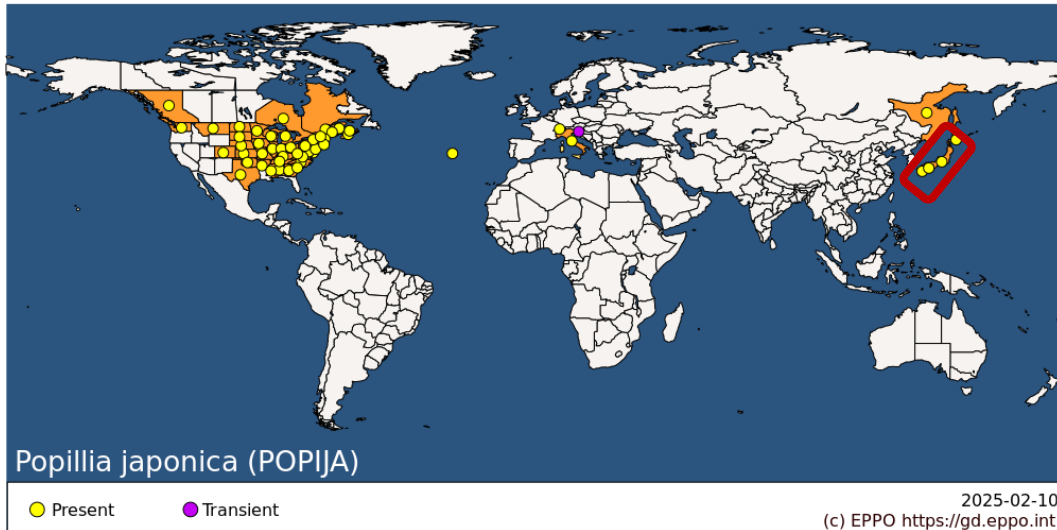 Popillia japonica (POPIJA)
Present
Transient
2025-02-10
(c) EPPO https://gd.eppo.int